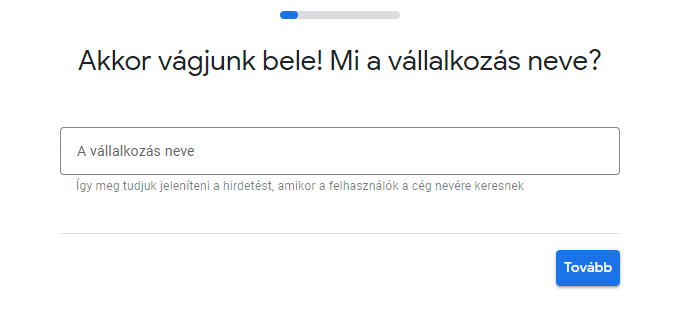 Akkor vágjunk bele! Mi a vállalkozás neve?
A vállalkozás neve
Így meg tudjuk jeleníteni a hirdetést, amikor a felhasználók a cég nevére keresnek
Tovább